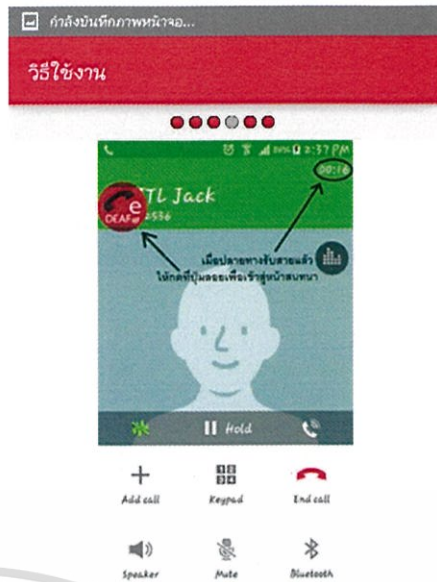 กำลังบันทึกภาพหน้าจอ...
วิธีใช้งาน
2:37 PM
00:16
TL Jack
DEAF e
2536
เมื่อปลายทางรับสายแล้ว
ให้กดที่ปุ่มลอยเพื่อเข้าสู่หน้าสนทนา
Hold
Add call Keypad End call
Speaker Mute Bluetooth